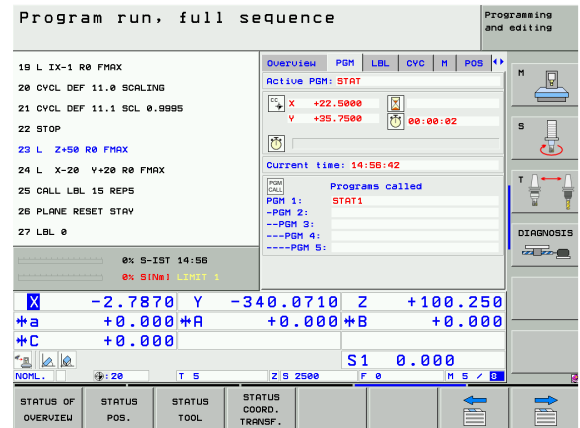 Program run, full sequence
Programming
and editing
19 L IX-1 R0 FMAX
20 CYCL DEF 11.0 SCALING
21 CYCL DEF 11.1 SCL 0.9995
22 STOP
23 L Z+50 R0 FMAX
24 L X-20 Y+20 R0 FMAX
25 CALL LBL 15 REP5
26 PLANE RESET STAY
27 LBL 0
0% S-IST 14:56
0% S[Nm] LIMIT 1
Overview PGM LBL CYC M POS
Active PGM: STAT
CC X +22.5000
Y +35.7500
00:00:02
Current time: 14:56:42
PGM
CALL
Programs called
PGM 1: STAT1
-PGM 2:
--PGM 3:
---PGM 4:
----PGM 5:
M
S
T
DIAGNOSIS
X -2.7870 Y -340.0710 Z +100.250
a +0.000 A +0.000 B +0.000
C +0.000
S1 0.000
NOML. : 20 T 5 Z S 2500 F 0 M 5 / 8
STATUS OF
OVERVIEW
STATUS
POS.
STATUS
TOOL
STATUS
COORD.
TRANSF.